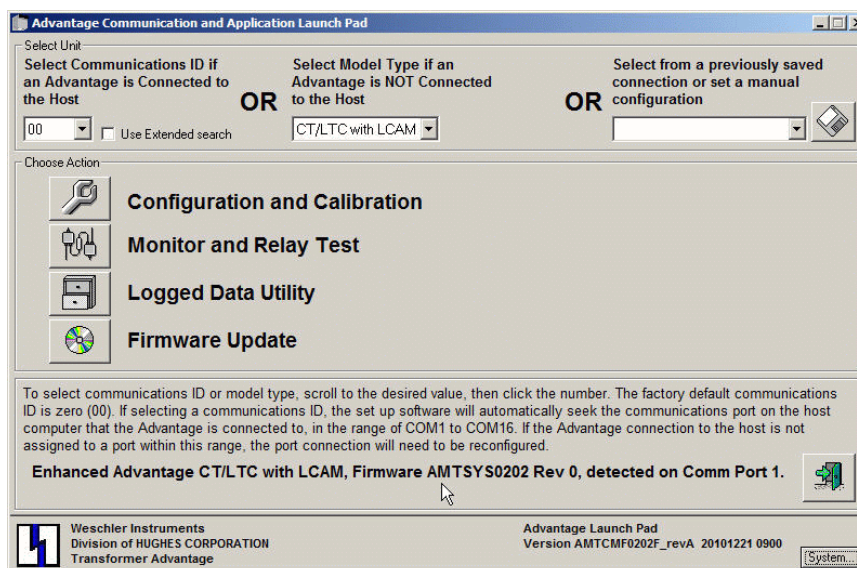 Advantage Communication and Application Launch Pad
Select Unit
Select Communications ID if
an Advantage is Connected to
the Host
OR
Select Model Type if an
Advantage is NOT Connected
to the Host
OR
Select from a previously saved
connection or set a manual
configuration
00
Use Extended search
CT/LTC with LCAM
Choose Action
Configuration and Calibration
Monitor and Relay Test
Logged Data Utility
Firmware Update
To select communications ID or model type, scroll to the desired value, then click the number. The factory default communications
ID is zero (00). If selecting a communications ID, the set up software will automatically seek the communications port on the host
computer that the Advantage is connected to, in the range of COM1 to COM16. If the Advantage connection to the host is not
assigned to a port within this range, the port connection will need to be reconfigured.
Enhanced Advantage CT/LTC with LCAM, Firmware AMTSYS0202 Rev 0, detected on Comm Port 1.
Weschler Instruments
Division of HUGHES CORPORATION
Transformer Advantage
Advantage Launch Pad
Version AMTCMF0202F_revA 20101221 0900
System...